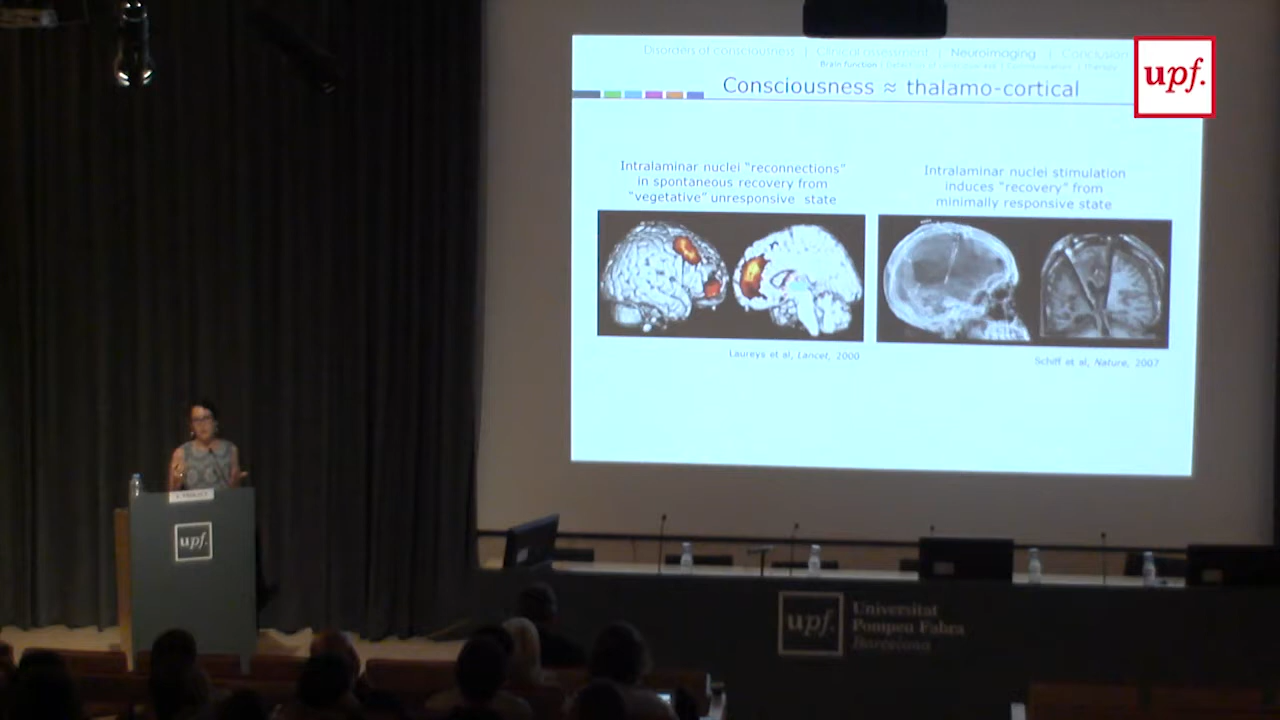 Disorders of consciousness | Clinical assessment | Neuroimaging | Conclusion
upf.
Consciousness ≈ thalamo-cortical
Intralaminar nuclei "reconnections"
in spontaneous recovery from
"vegetative" unresponsive state
Intralaminar nuclei stimulation
induces "recovery" from
minimally responsive state
Laureys et al, Lancet, 2000
Schiff et al, Nature, 2007
upf.
upf.
Universitat
Pompeu Fabra
Barcelona